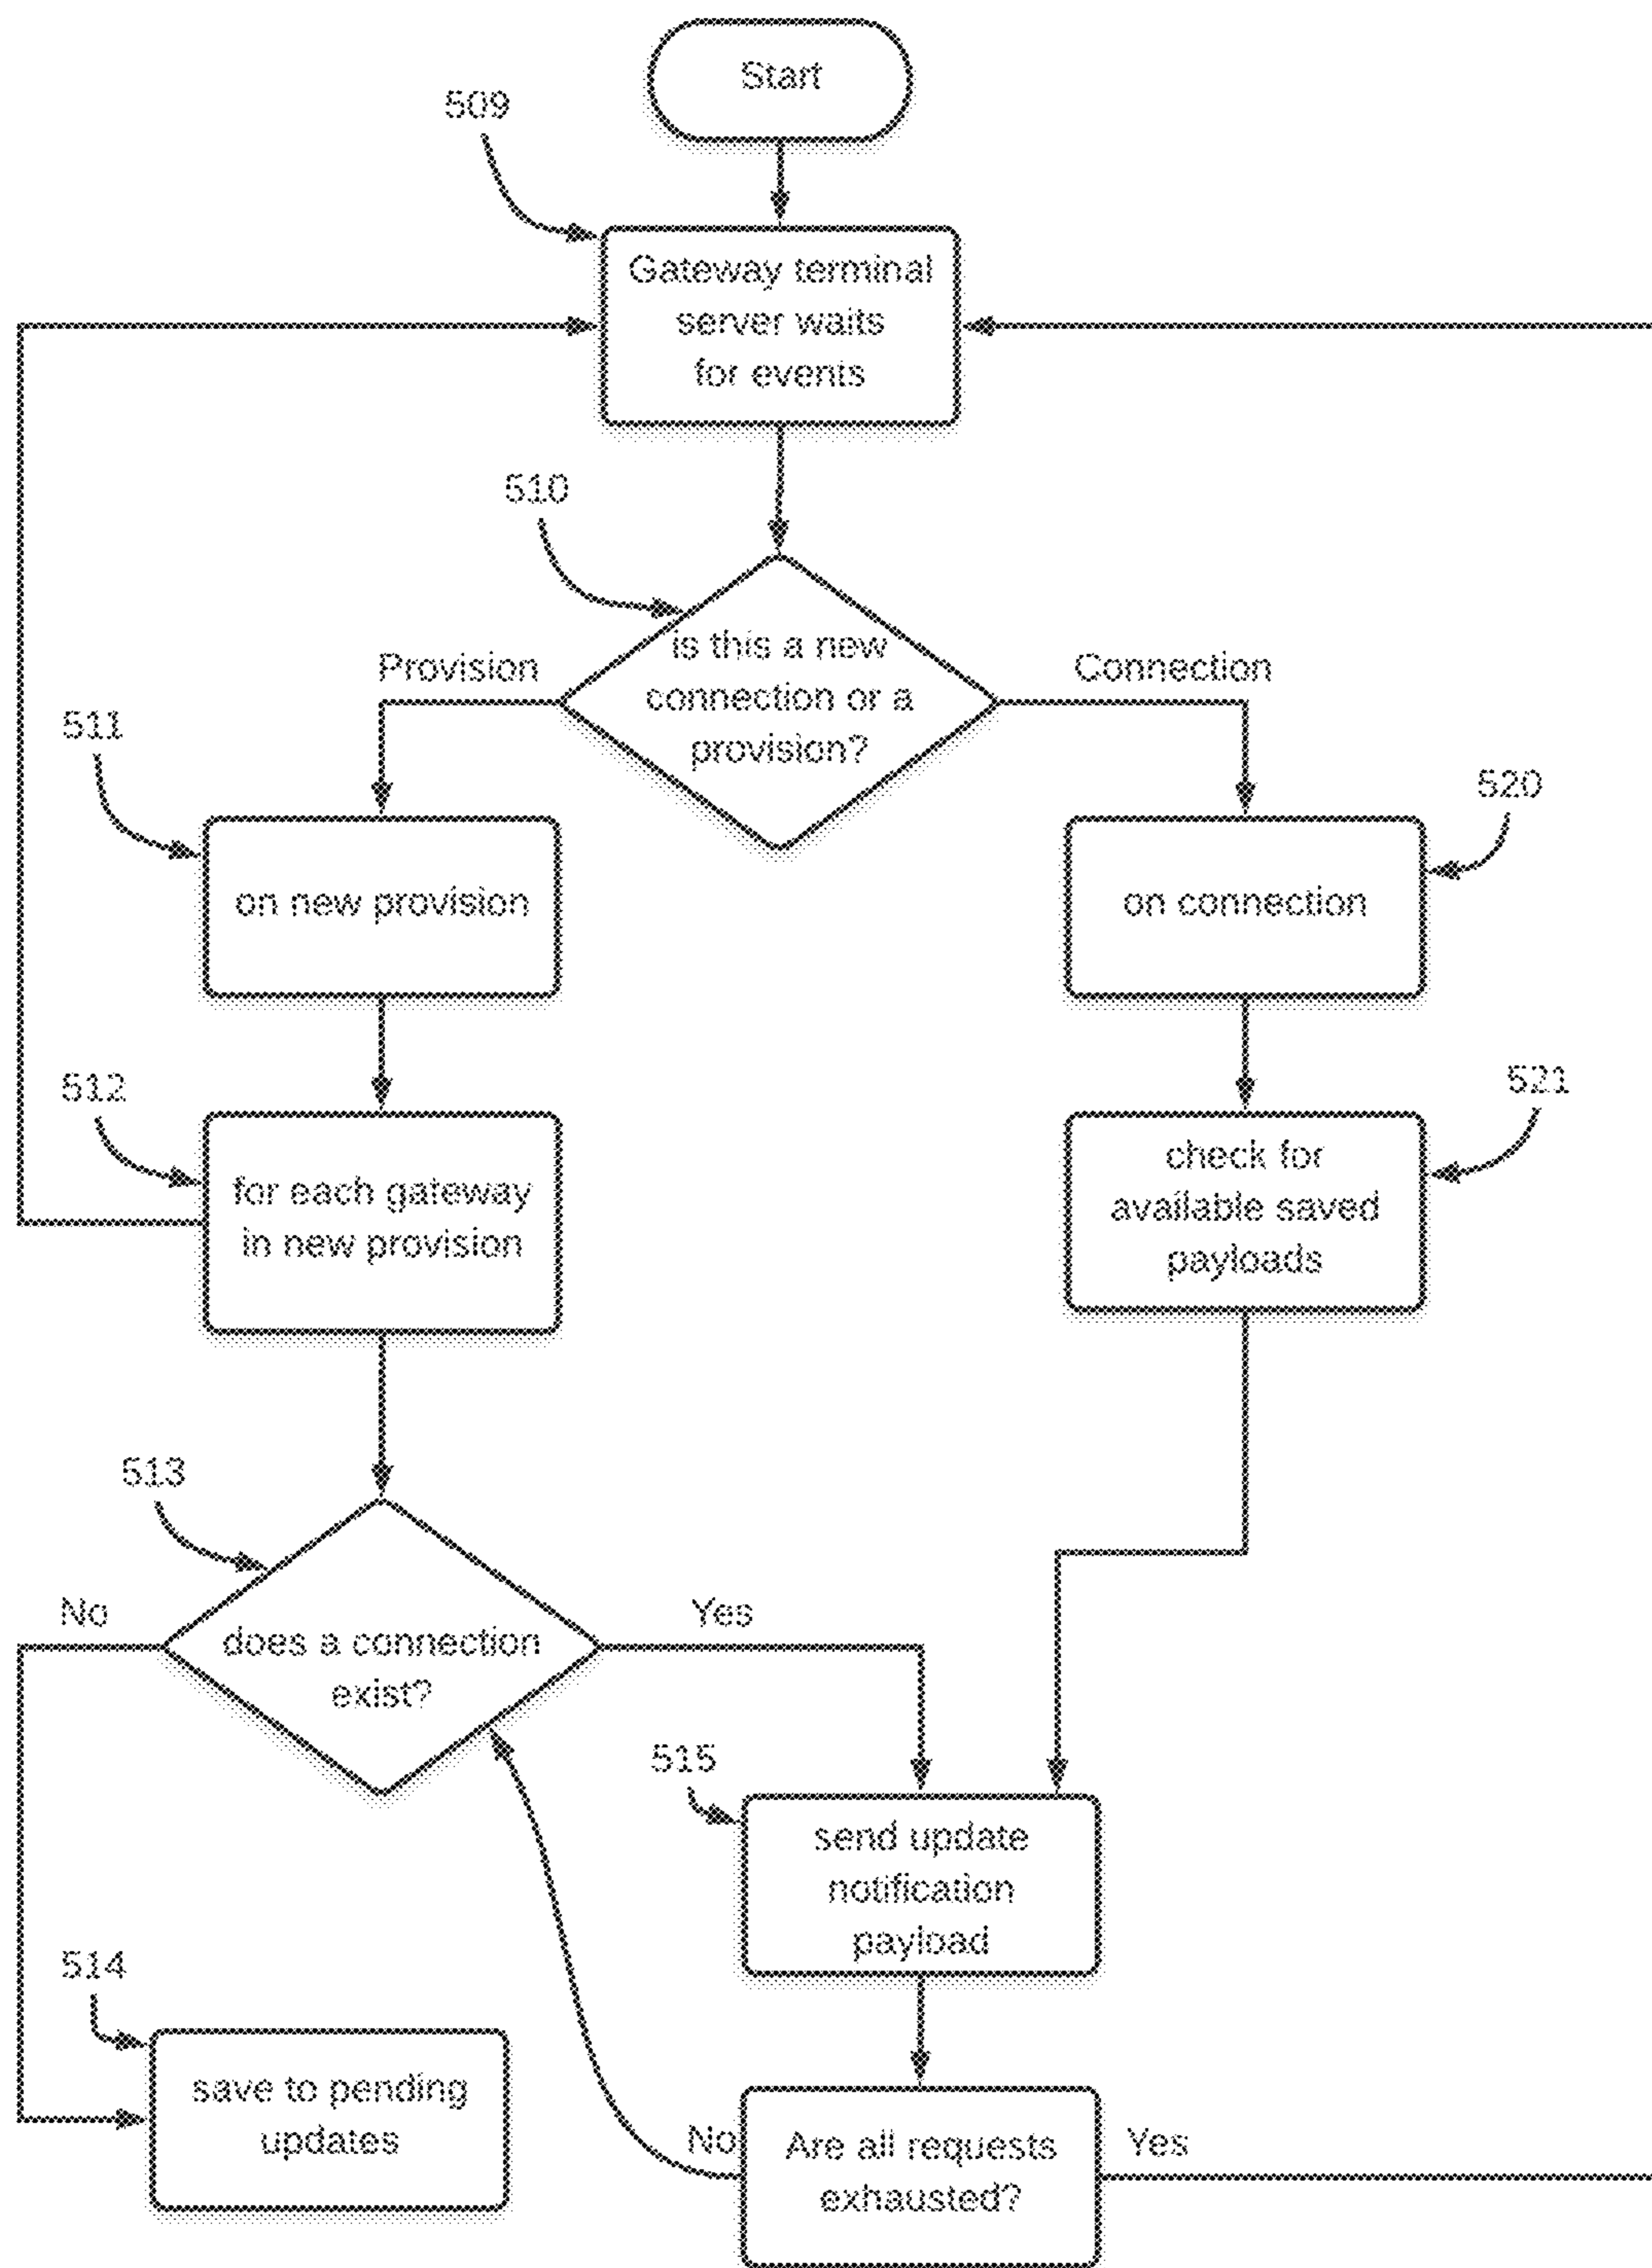 Start
509
Gateway terminal
server waits
for events
510
is this a new
connection or a
provision?
Provision
Connection
511
on new provision
520
on connection
512
for each gateway
in new provision
521
check for
available saved
payloads
513
does a connection
exist?
No
Yes
515
send update
notification
payload
514
save to pending
updates
No
Are all requests
exhausted?
Yes